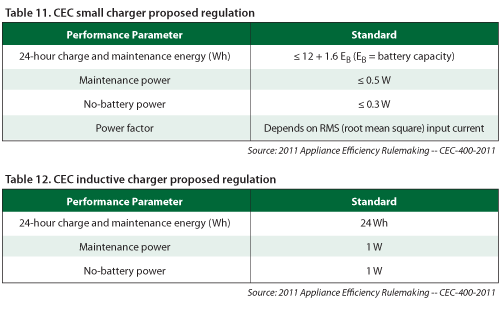 Table 11. CEC small charger proposed regulation
Performance Parameter Standard
24-hour charge and maintenance energy (Wh) ≤ 12 + 1.6 EB (EB = battery capacity)
Maintenance power ≤ 0.5 W
No-battery power ≤ 0.3 W
Power factor Depends on RMS (root mean square) input current
Source: 2011 Appliance Efficiency Rulemaking -- CEC-400-2011
Table 12. CEC inductive charger proposed regulation
Performance Parameter Standard
24-hour charge and maintenance energy (Wh) 24 Wh
Maintenance power 1 W
No-battery power 1 W
Source: 2011 Appliance Efficiency Rulemaking -- CEC-400-2011